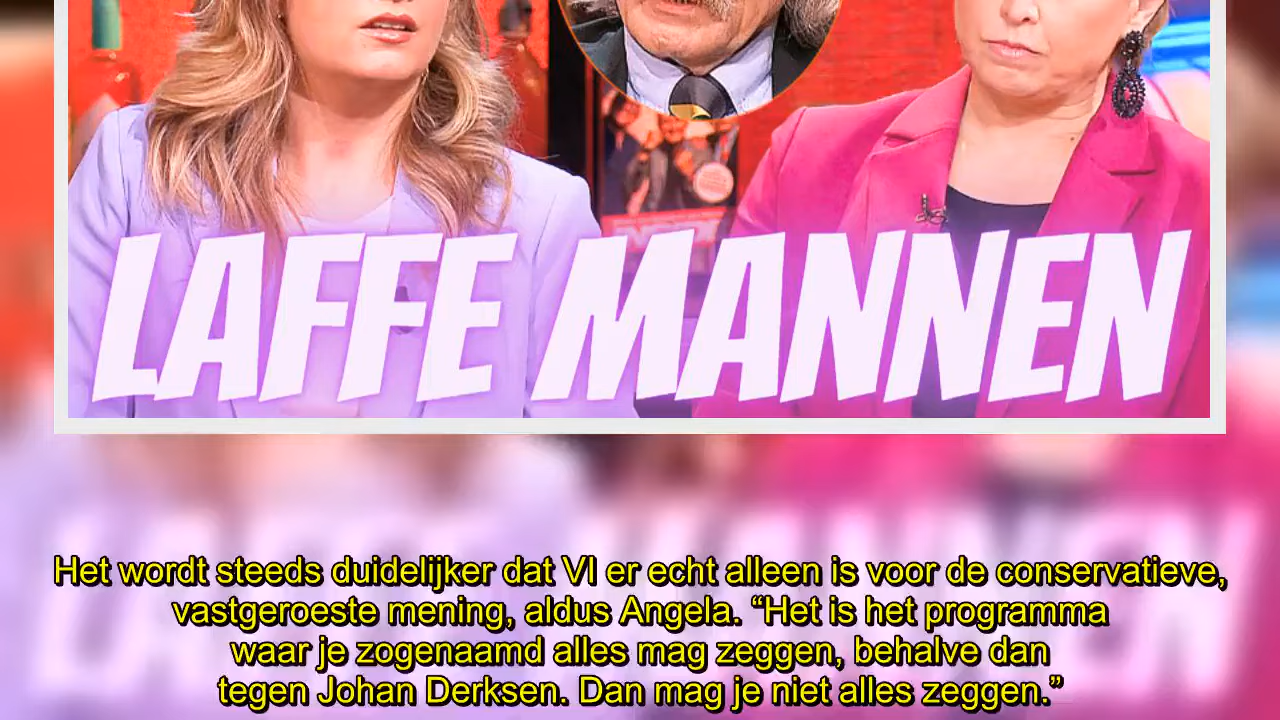 LAFFE MANNEN
Het wordt steeds duidelijker dat VI er echt alleen is voor de conservatieve,
vastgeroeste mening, aldus Angela. “Het is het programma
waar je zogenaamd alles mag zeggen, behalve dan
tegen Johan Derksen. Dan mag je niet alles zeggen.”